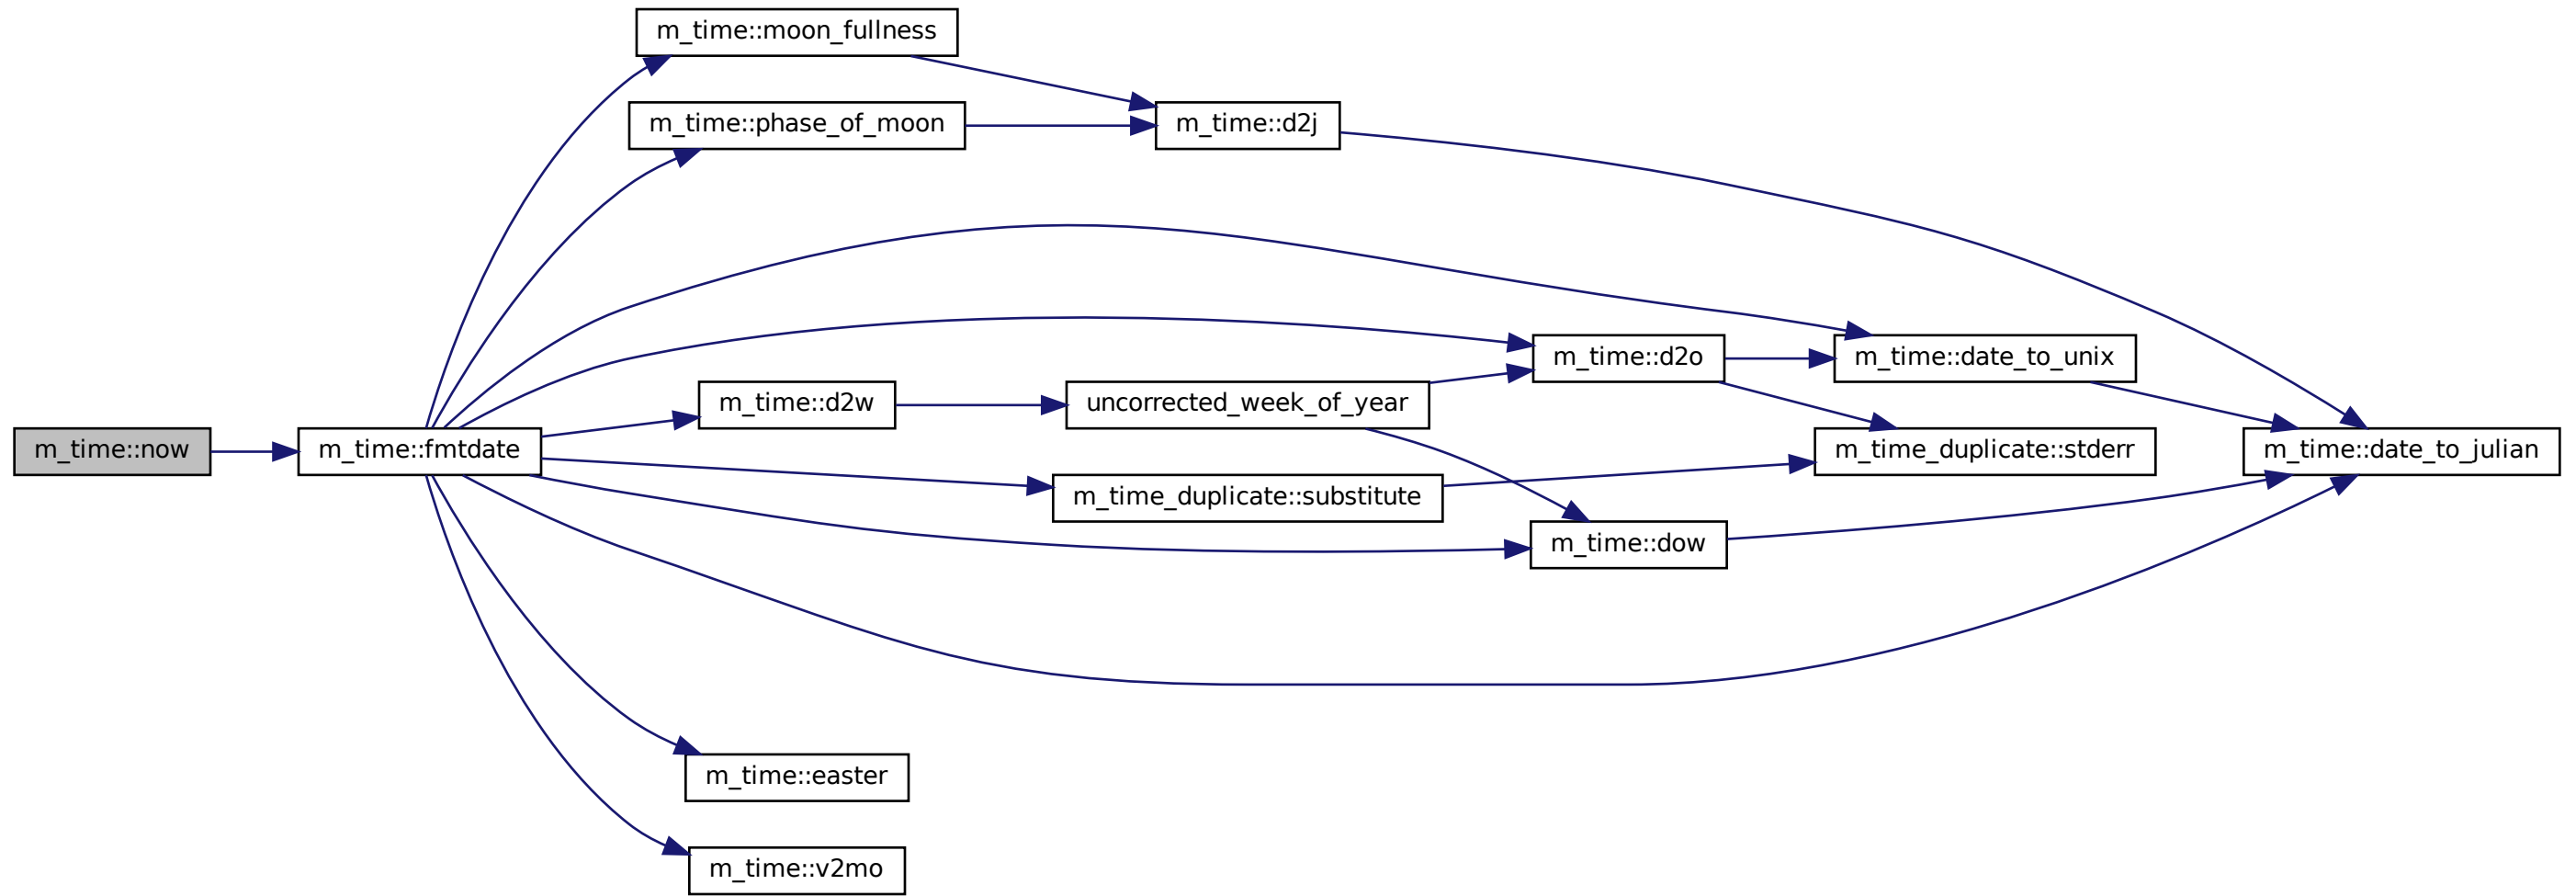 m_time::moon_fullness
m_time::phase_of_moon
m_time::d2j
m_time::d2o
m_time::date_to_unix
m_time::d2w
uncorrected_week_of_year
m_time::now
m_time::fmtdate
m_time_duplicate::stderr
m_time::date_to_julian
m_time_duplicate::substitute
m_time::dow
m_time::easter
m_time::v2mo